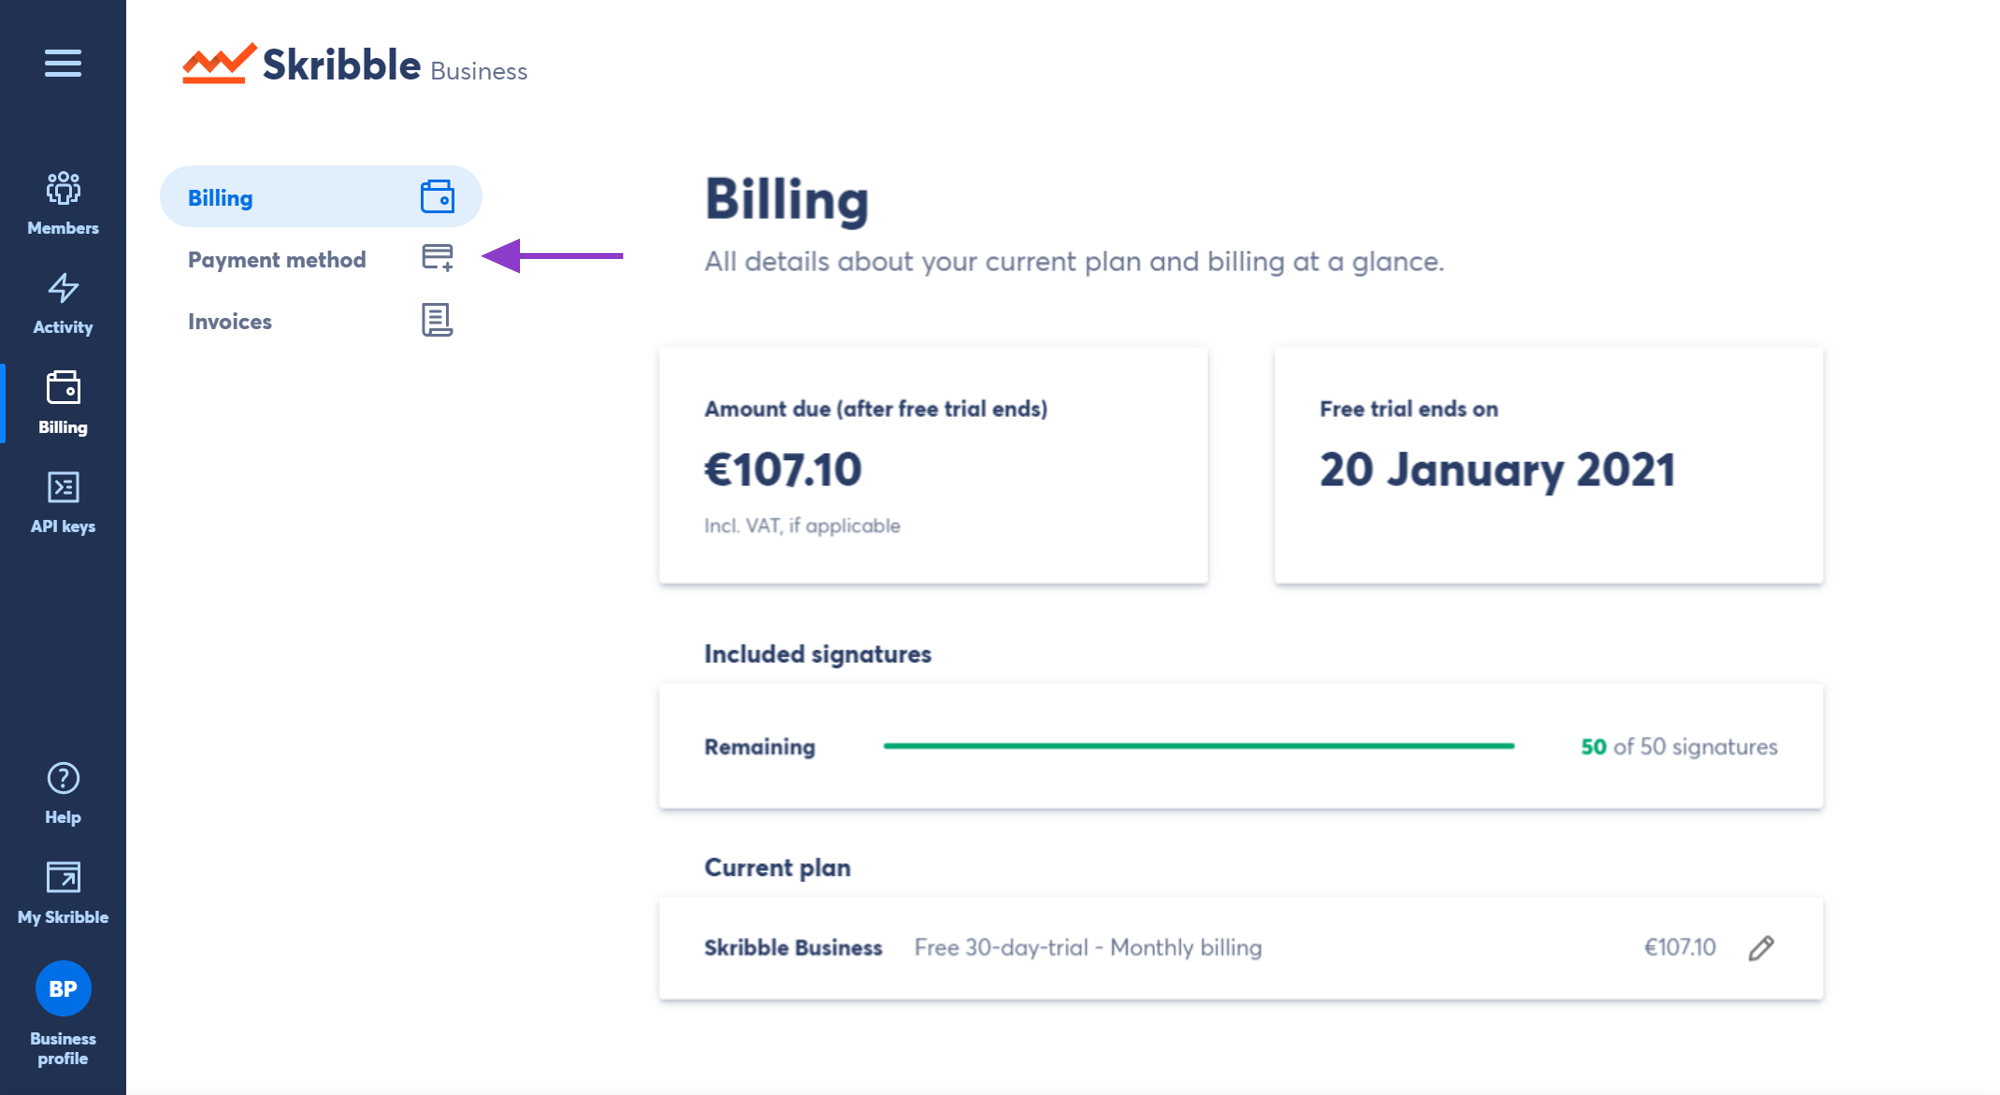 Skribble Business
Members
Activity
Billing
API keys
Help
My Skribble
BP
Business
profile
Billing
Payment method
Invoices
Billing
All details about your current plan and billing at a glance.
Amount due (after free trial ends)
€107.10
Incl. VAT, if applicable
Free trial ends on
20 January 2021
Included signatures
Remaining 50 of 50 signatures
Current plan
Skribble Business Free 30-day-trial - Monthly billing €107.10